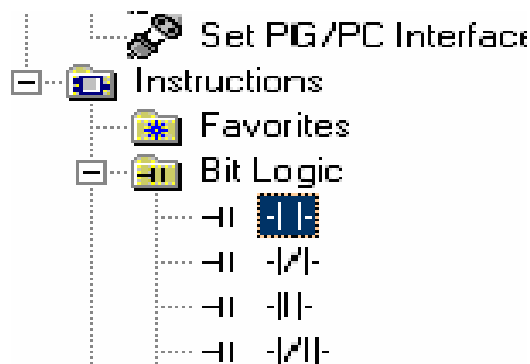 Set PG/PC Interface
Instructions
Favorites
Bit Logic
-| |-
-|/|-
-|I|-
-|/I|-